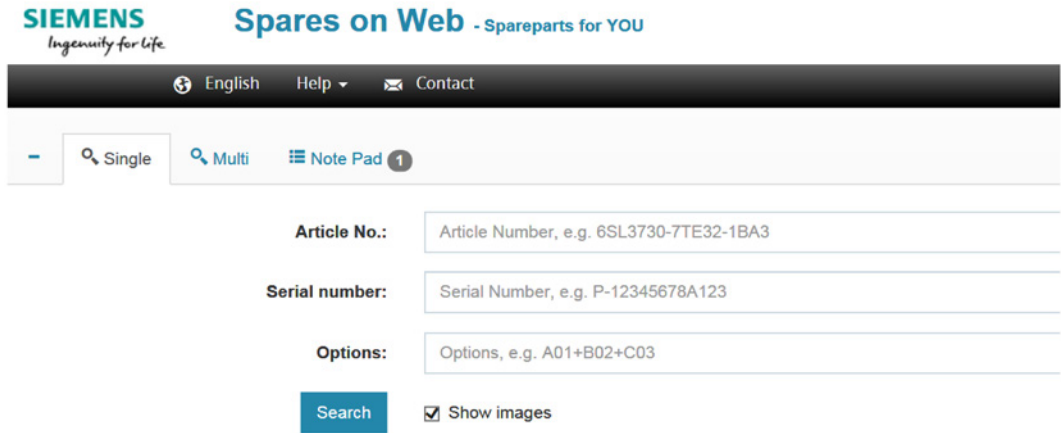 SIEMENS
Ingenuity for life
Spares on Web - Spareparts for YOU
English Help Contact
Single Multi Note Pad 1
Article No.: Article Number, e.g. 6SL3730-7TE32-1BA3
Serial number: Serial Number, e.g. P-12345678A123
Options: Options, e.g. A01+B02+C03
Search Show images